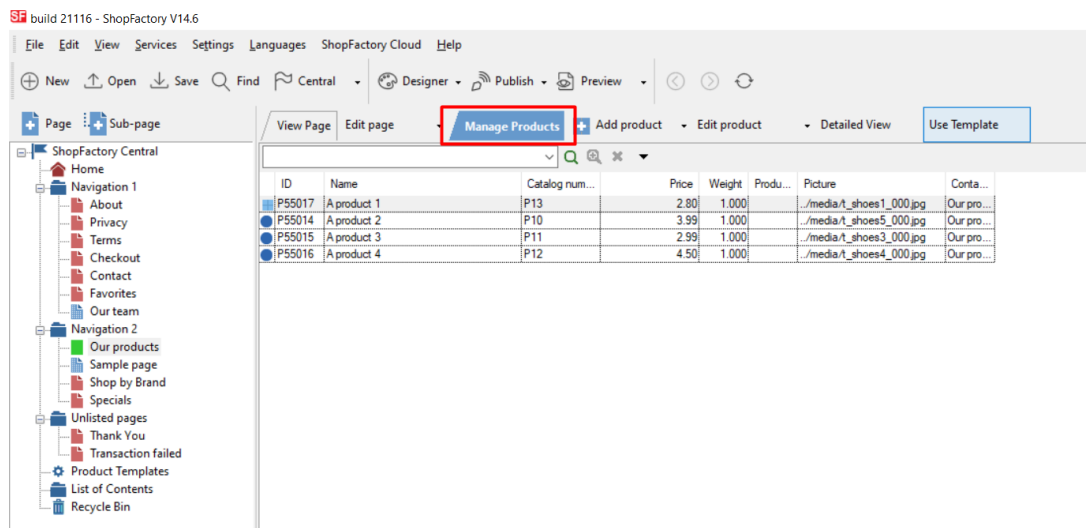 SF build 21116 - ShopFactory V14.6
File Edit View Services Settings Languages ShopFactory Cloud Help
New Open Save Find Central Designer Publish Preview
Page Sub-page View Page Edit page Manage Products Add product Edit product Detailed View Use Template
ShopFactory Central
Home
Navigation 1
About
Privacy
Terms
Checkout
Contact
Favorites
Our team
Navigation 2
Our products
Sample page
Shop by Brand
Specials
Unlisted pages
Thank You
Transaction failed
Product Templates
List of Contents
Recycle Bin
ID Name Catalog num... Price Weight Produ... Picture Conta...
P55017 A product 1 P13 2.80 1.000 ../media/t_shoes1_000.jpg Our pro...
P55014 A product 2 P10 3.99 1.000 ../media/t_shoes5_000.jpg Our pro...
P55015 A product 3 P11 2.99 1.000 ../media/t_shoes3_000.jpg Our pro...
P55016 A product 4 P12 4.50 1.000 ../media/t_shoes4_000.jpg Our pro...